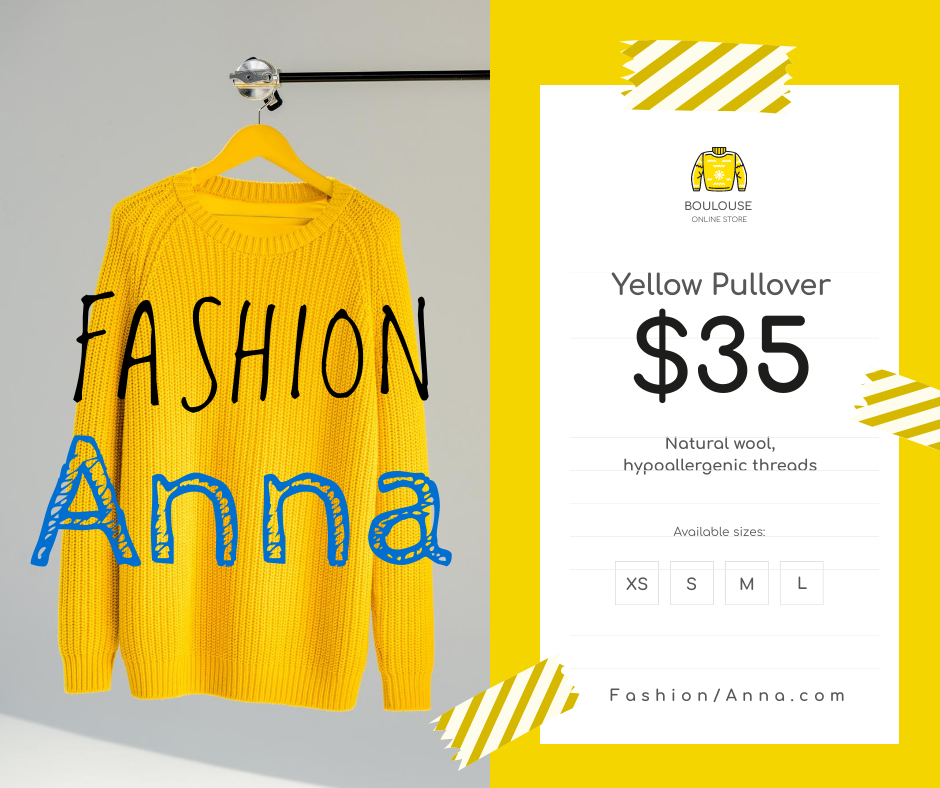 FASHION
Anna
BOULOUSE
ONLINE STORE
Yellow Pullover
$35
Natural wool,
hypoallergenic threads
Available sizes:
XS S M L
Fashion/Anna.com